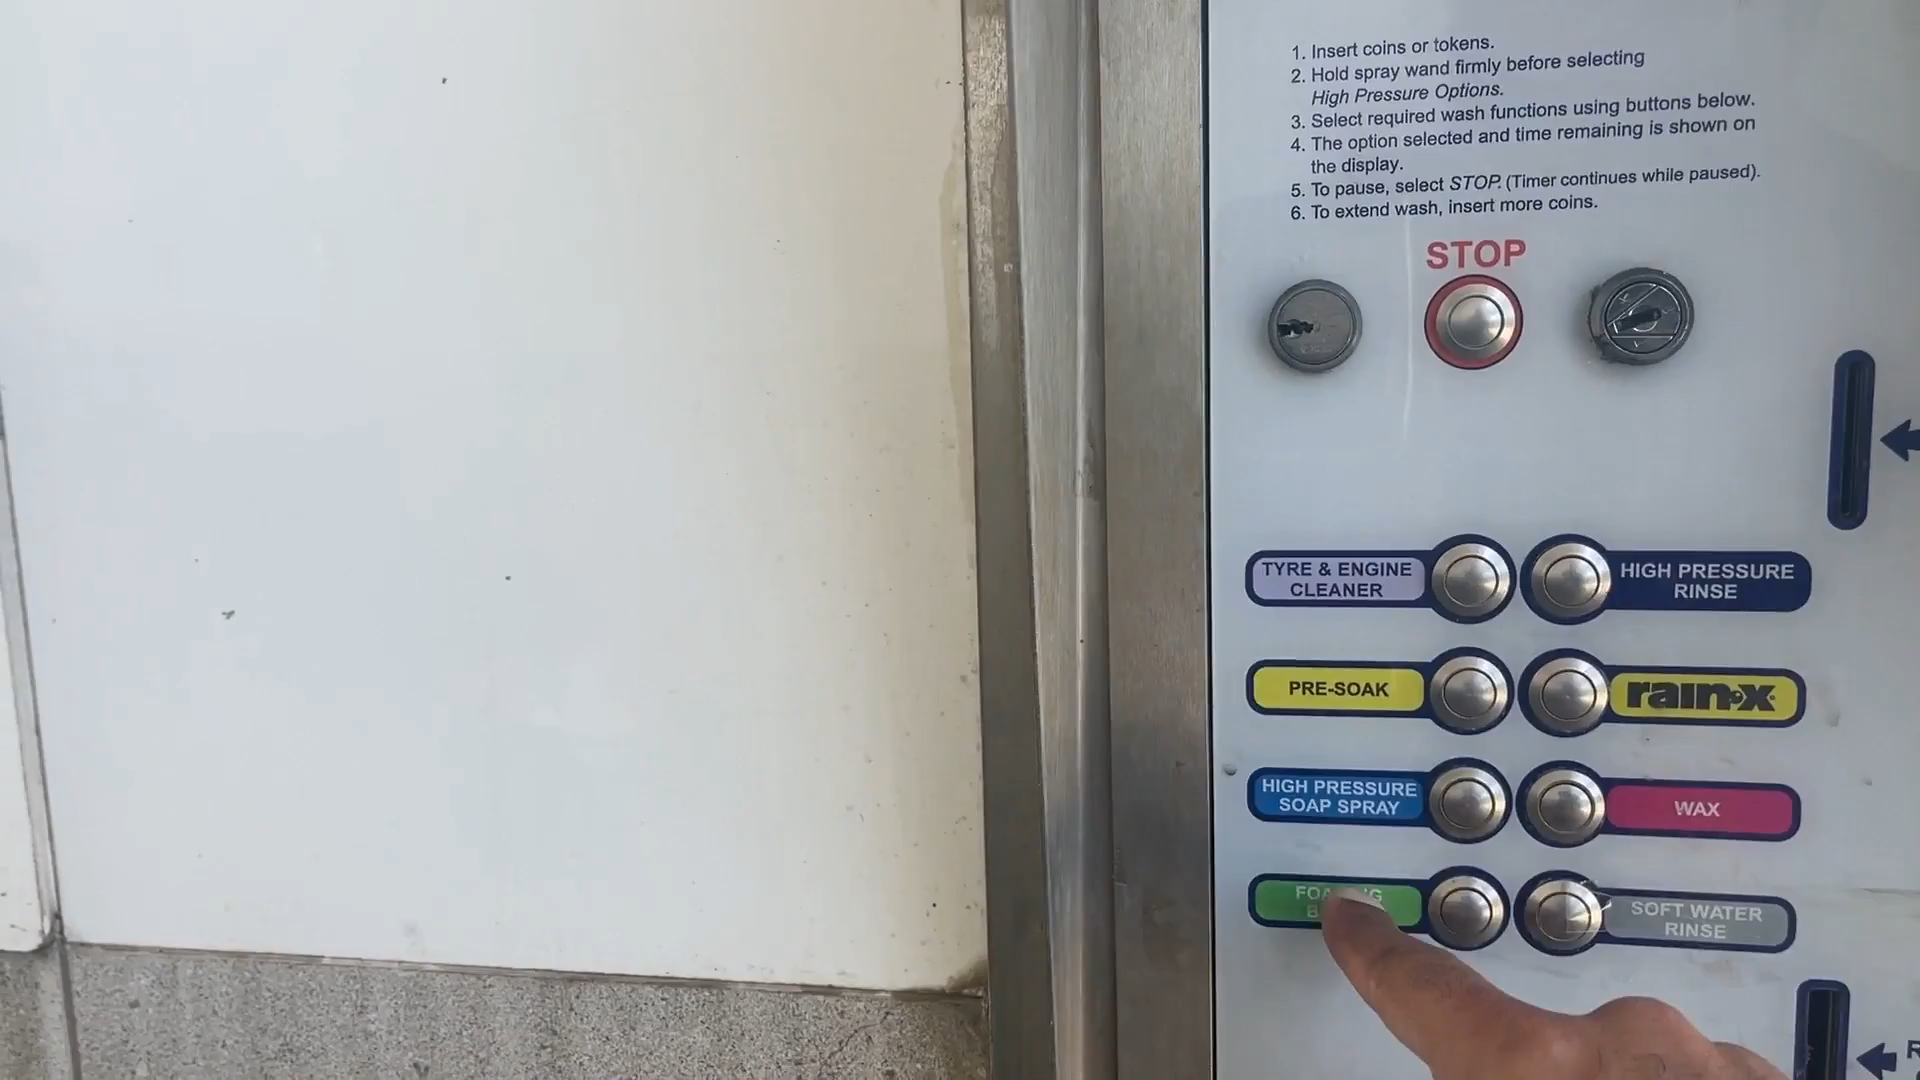 1. Insert coins or tokens.
2. Hold spray wand firmly before selecting
High Pressure Options.
3. Select required wash functions using buttons below.
4. The option selected and time remaining is shown on
the display.
5. To pause, select STOP. (Timer continues while paused).
6. To extend wash, insert more coins.
STOP
TYRE & ENGINE
CLEANER
HIGH PRESSURE
RINSE
PRE-SOAK
rain-x
HIGH PRESSURE
SOAP SPRAY
WAX
SOFT WATER
RINSE